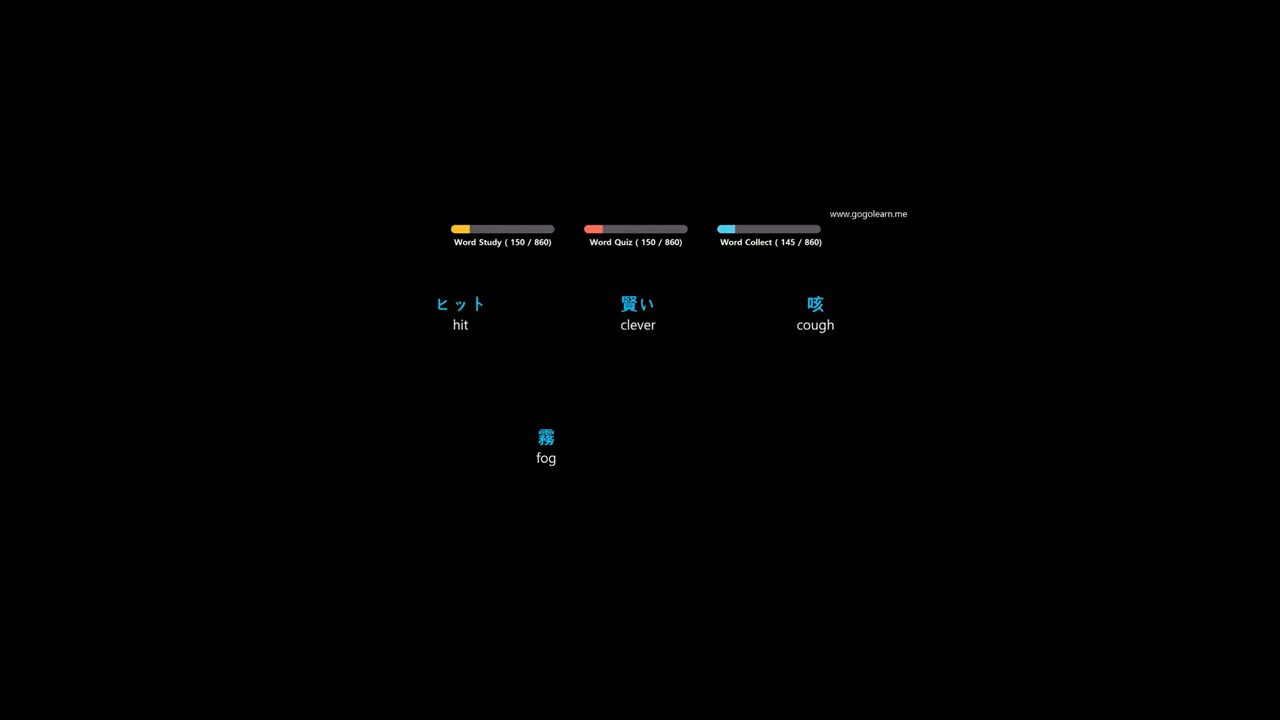 www.gogolearn.me
Word Study ( 150 / 860)
Word Quiz ( 150 / 860)
Word Collect ( 145 / 860)
ヒット
hit
賢い
clever
咳
cough
霧
fog